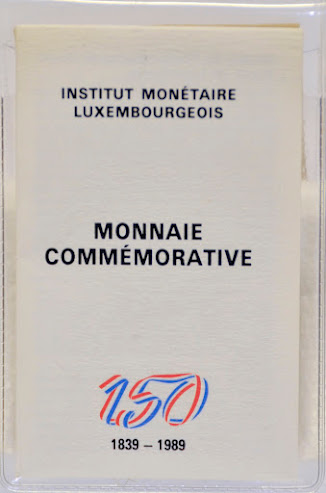 INSTITUT MONÉTAIRE
LUXEMBOURGEOIS
MONNAIE
COMMÉMORATIVE
150
1839 – 1989